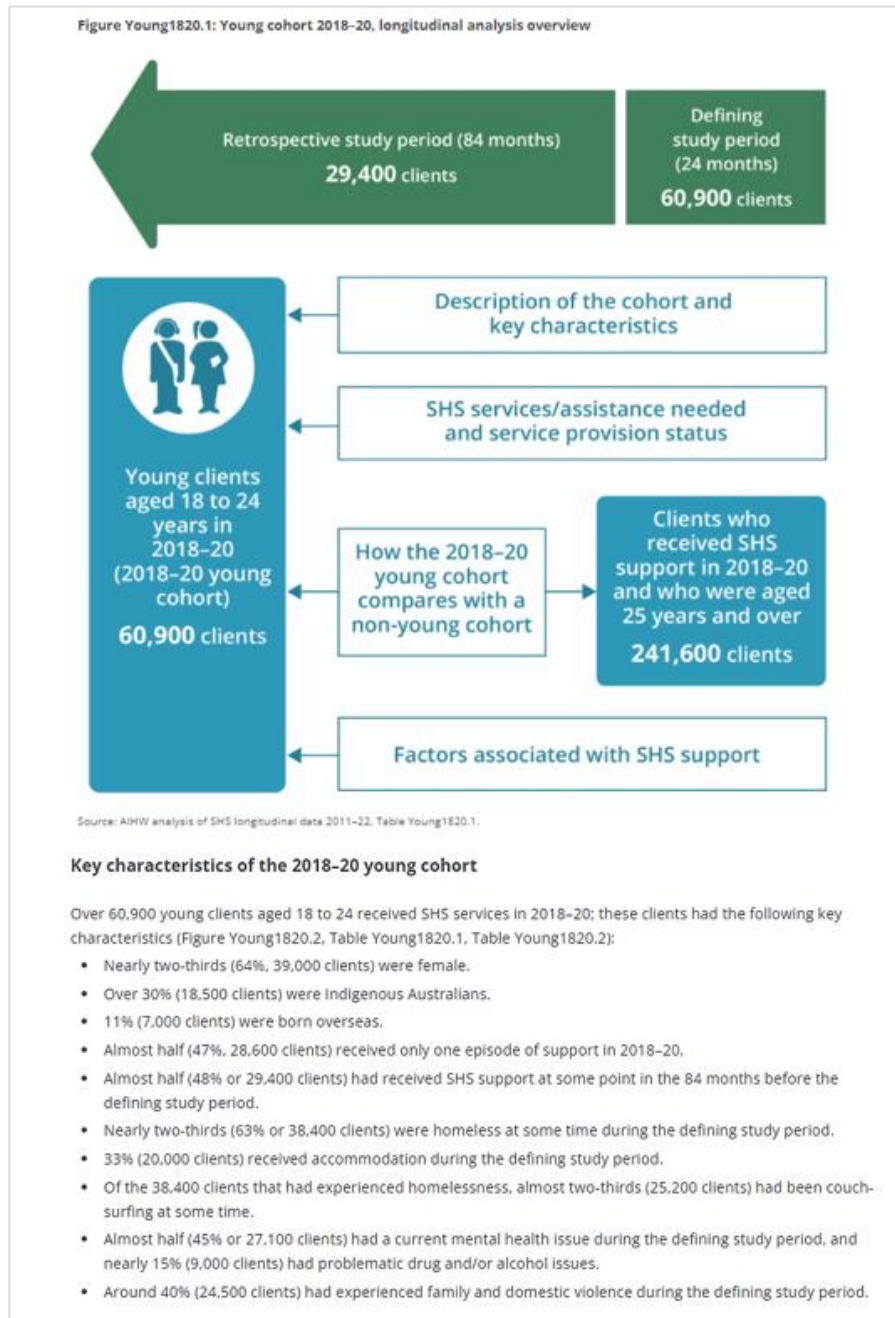 Figure Young1820.1: Young cohort 2018–20, longitudinal analysis overview
Retrospective study period (84 months)
29,400 clients
Defining
study period
(24 months)
60,900 clients
Description of the cohort and
key characteristics
SHS services/assistance needed
and service provision status
Young clients
aged 18 to 24
years in
2018–20
(2018–20 young
cohort)
60,900 clients
How the 2018–20
young cohort
compares with a
non-young cohort
Clients who
received SHS
support in 2018–20
and who were aged
25 years and over
241,600 clients
Factors associated with SHS support
Source: AIHW analysis of SHS longitudinal data 2011–22, Table Young1820.1.
Key characteristics of the 2018–20 young cohort
Over 60,900 young clients aged 18 to 24 received SHS services in 2018–20; these clients had the following key
characteristics (Figure Young1820.2, Table Young1820.1, Table Young1820.2):
• Nearly two-thirds (64%, 39,000 clients) were female.
• Over 30% (18,500 clients) were Indigenous Australians.
• 11% (7,000 clients) were born overseas.
• Almost half (47%, 28,600 clients) received only one episode of support in 2018–20.
• Almost half (48% or 29,400 clients) had received SHS support at some point in the 84 months before the
defining study period.
• Nearly two-thirds (63% or 38,400 clients) were homeless at some time during the defining study period.
• 33% (20,000 clients) received accommodation during the defining study period.
• Of the 38,400 clients that had experienced homelessness, almost two-thirds (25,200 clients) had been couch-
surfing at some time.
• Almost half (45% or 27,100 clients) had a current mental health issue during the defining study period, and
nearly 15% (9,000 clients) had problematic drug and/or alcohol issues.
• Around 40% (24,500 clients) had experienced family and domestic violence during the defining study period.